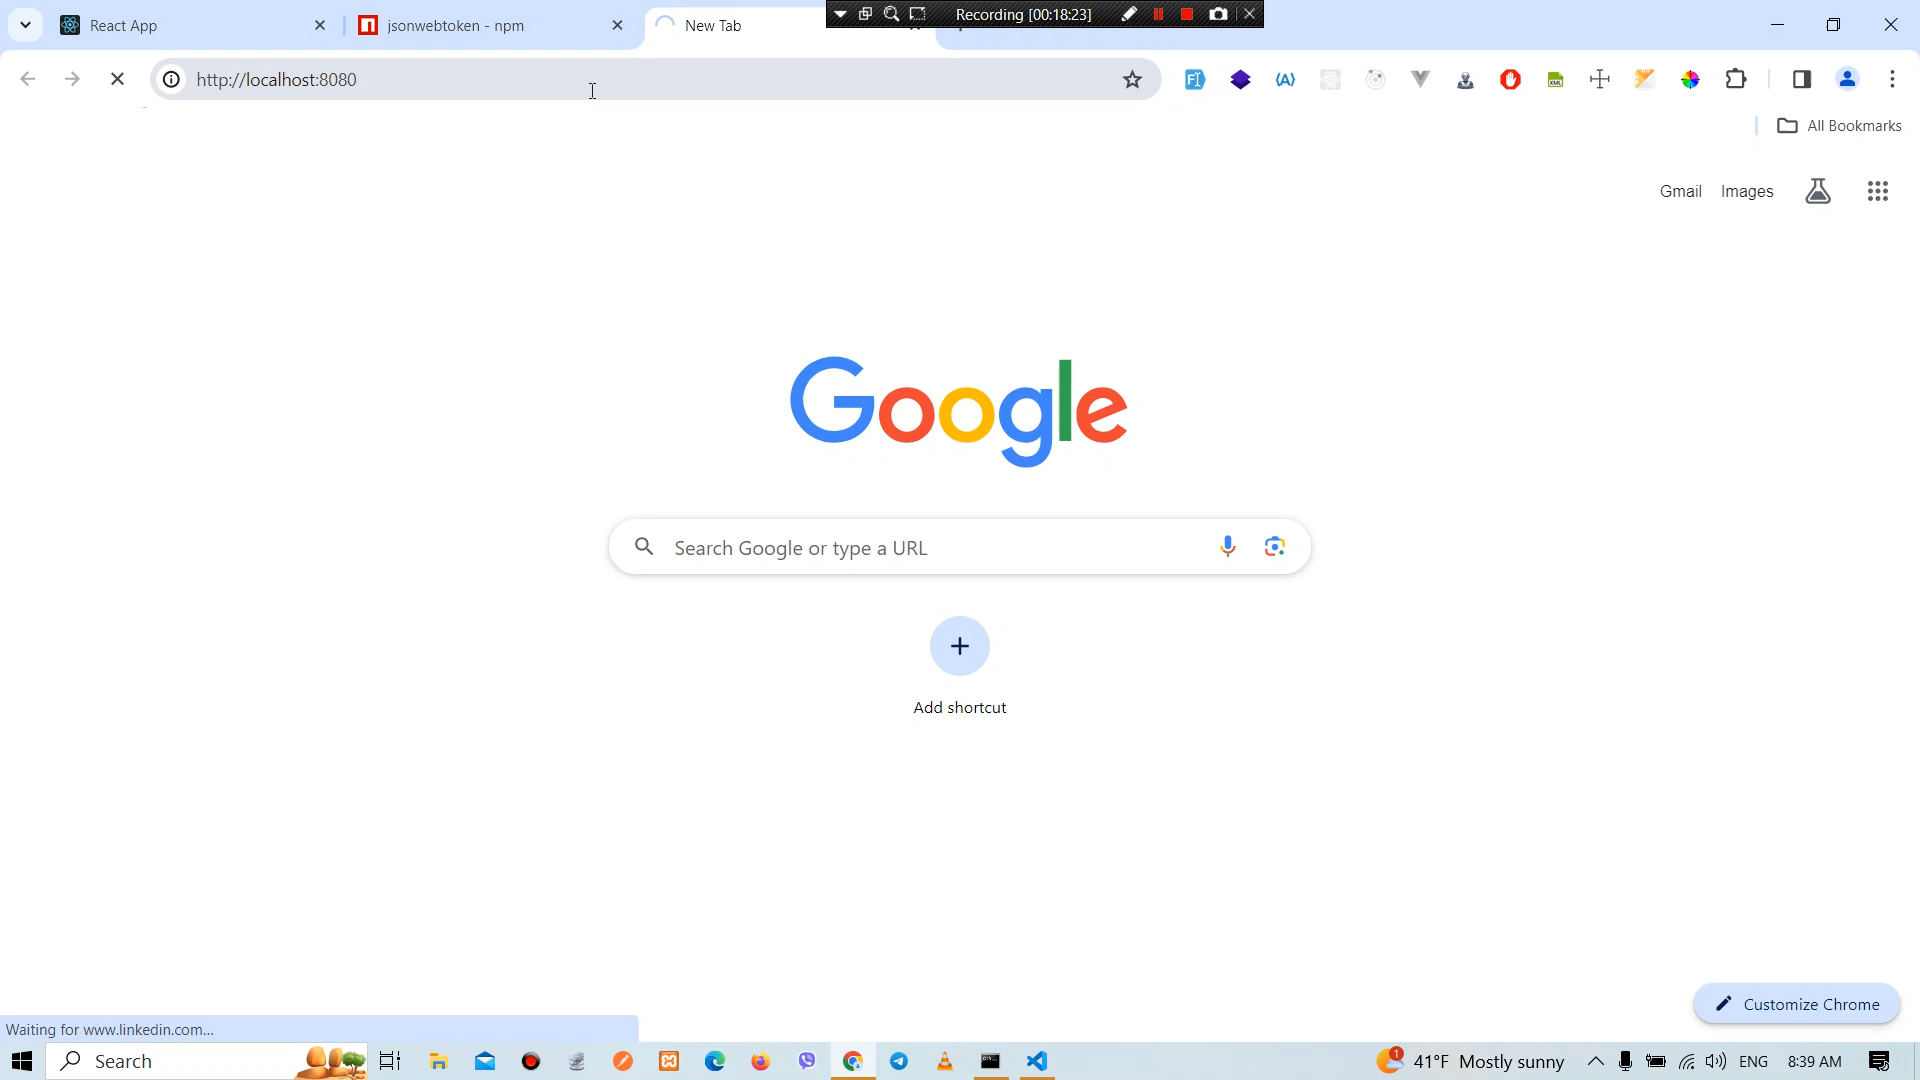 React App
jsonwebtoken - npm
New Tab
Recording [00:18:23]
http://localhost:8080
All Bookmarks
Gmail
Images
Google
Search Google or type a URL
Add shortcut
Customize Chrome
Waiting for www.linkedin.com...
Search
1
41°F Mostly sunny
ENG
8:39 AM